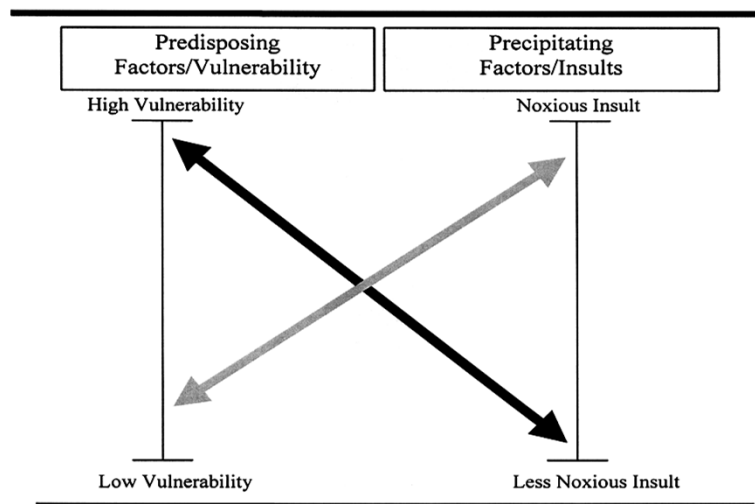 Predisposing
Factors/Vulnerability
Precipitating
Factors/Insults
High Vulnerability
Noxious Insult
Low Vulnerability
Less Noxious Insult